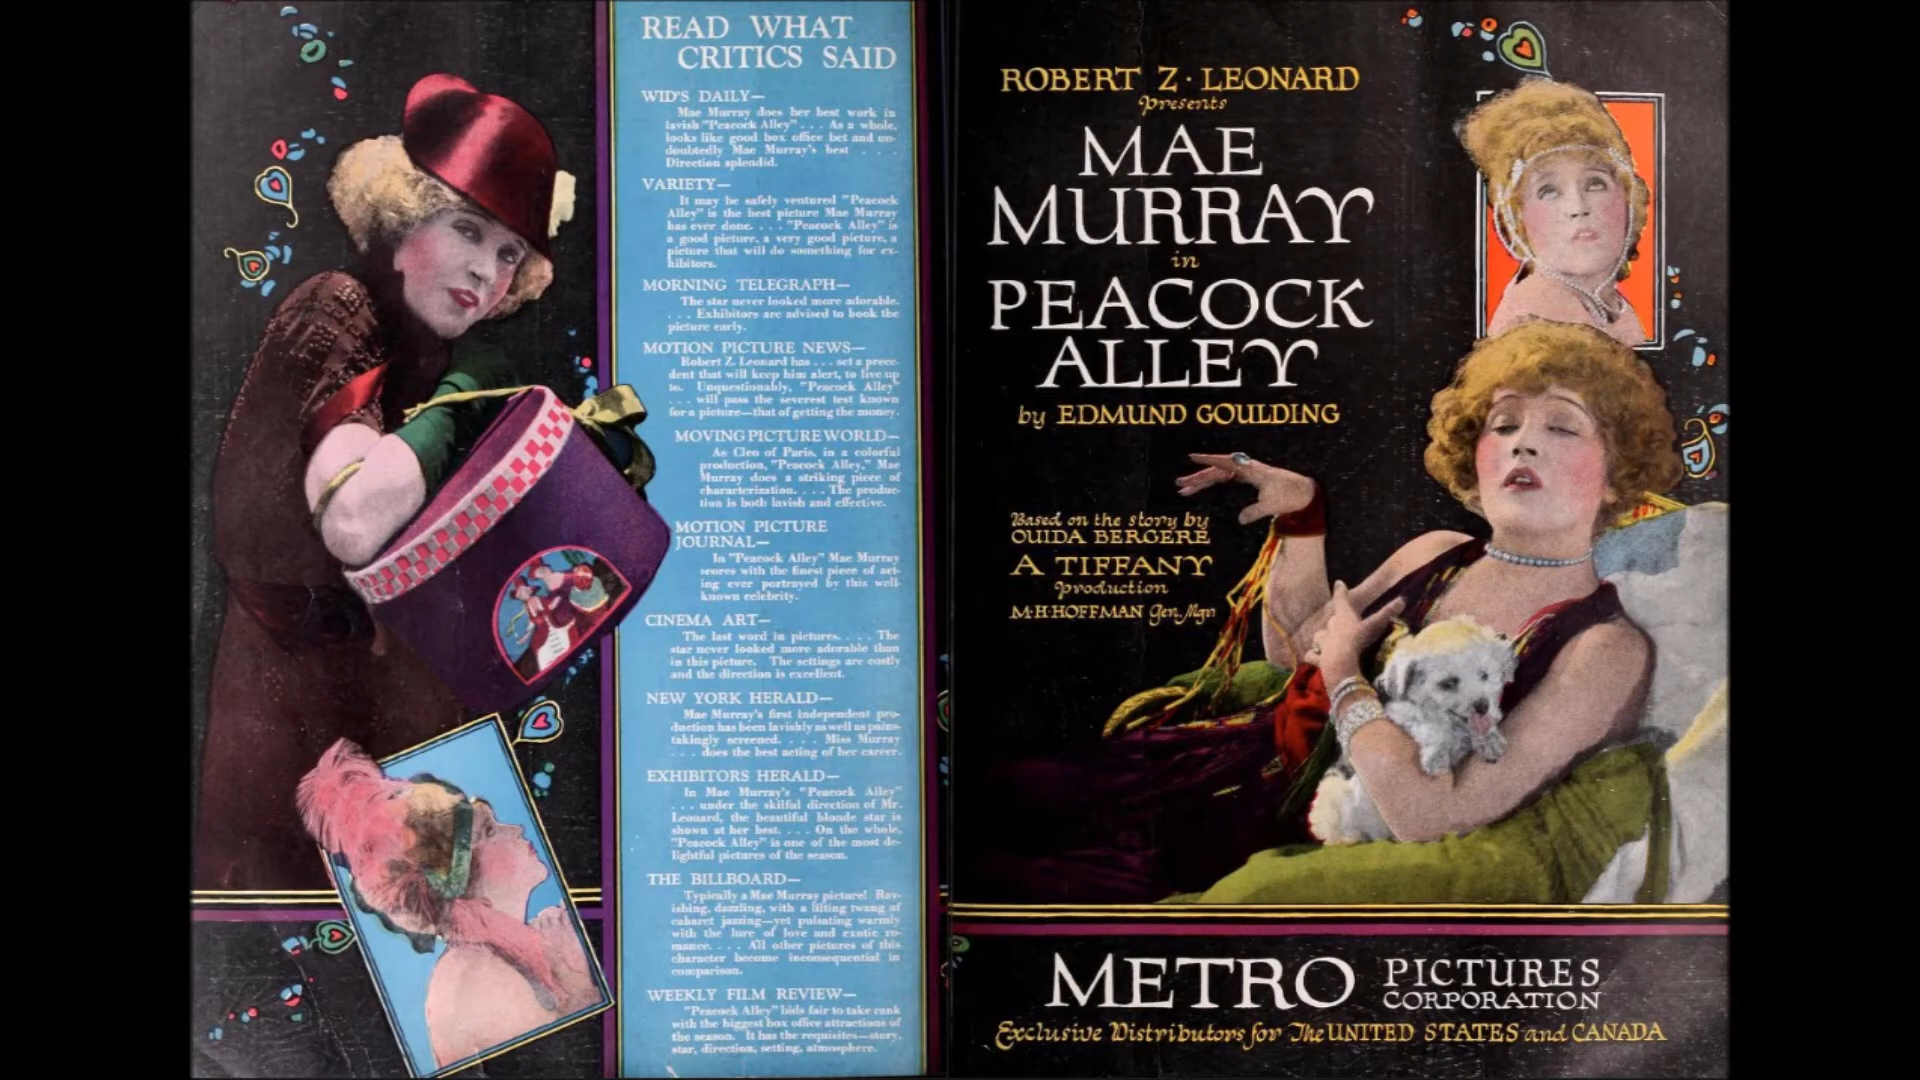 READ WHAT
CRITICS SAID
WID'S DAILY—
Mae Murray does her best work in
lavish "Peacock Alley" . . . As a whole,
looks like good box office bet and un-
doubtedly Mae Murray's best . . .
Direction splendid.
VARIETY—
It may be safely ventured "Peacock
Alley" is the best picture Mae Murray
has ever done. . . . "Peacock Alley" is
a good picture, a very good picture, a
picture that will do something for ex-
hibitors.
MORNING TELEGRAPH—
The star never looked more adorable.
. . . Exhibitors are advised to book the
picture early.
MOTION PICTURE NEWS—
Robert Z. Leonard has . . . set a prece-
dent that will keep him alert, to live up
to. Unquestionably, "Peacock Alley"
. . . will pass the severest test known
for a picture—that of getting the money.
MOVING PICTURE WORLD—
As Cleo of Paris, in a colorful
production, "Peacock Alley," Mae
Murray does a striking piece of
characterization. . . . The produc-
tion is both lavish and effective.
MOTION PICTURE
JOURNAL—
In "Peacock Alley" Mae Murray
scores with the finest piece of act-
ing ever portrayed by this well-
known celebrity.
CINEMA ART—
The last word in pictures. . . . The
star never looked more adorable than
in this picture. The settings are costly
and the direction is excellent.
NEW YORK HERALD—
Mae Murray's first independent pro-
duction has been lavishly as well as pains-
takingly screened. . . . Miss Murray
. . . does the best acting of her career.
EXHIBITORS HERALD—
In Mae Murray's "Peacock Alley"
. . . under the skilful direction of Mr.
Leonard, the beautiful blonde star is
shown at her best. . . . On the whole,
"Peacock Alley" is one of the most de-
lightful pictures of the season.
THE BILLBOARD—
Typically a Mae Murray picture! Rav-
ishing, dazzling, with a lilting twang of
cabaret jazzing—yet pulsating warmly
with the lure of love and exotic ro-
mance. . . . All other pictures of this
character become inconsequential in
comparison.
WEEKLY FILM REVIEW—
"Peacock Alley" bids fair to take rank
with the biggest box office attractions of
the season. It has the requisites—story,
star, direction, setting, atmosphere.
ROBERT Z · LEONARD
Presents
MAE
MURRAY
in
PEACOCK
ALLEY
by EDMUND GOULDING
Based on the story by
OUIDA BERGERE
A TIFFANY
Production
M·H·HOFFMAN Gen. Mgr
METRO PICTURES
CORPORATION
Exclusive Distributors for The UNITED STATES and CANADA